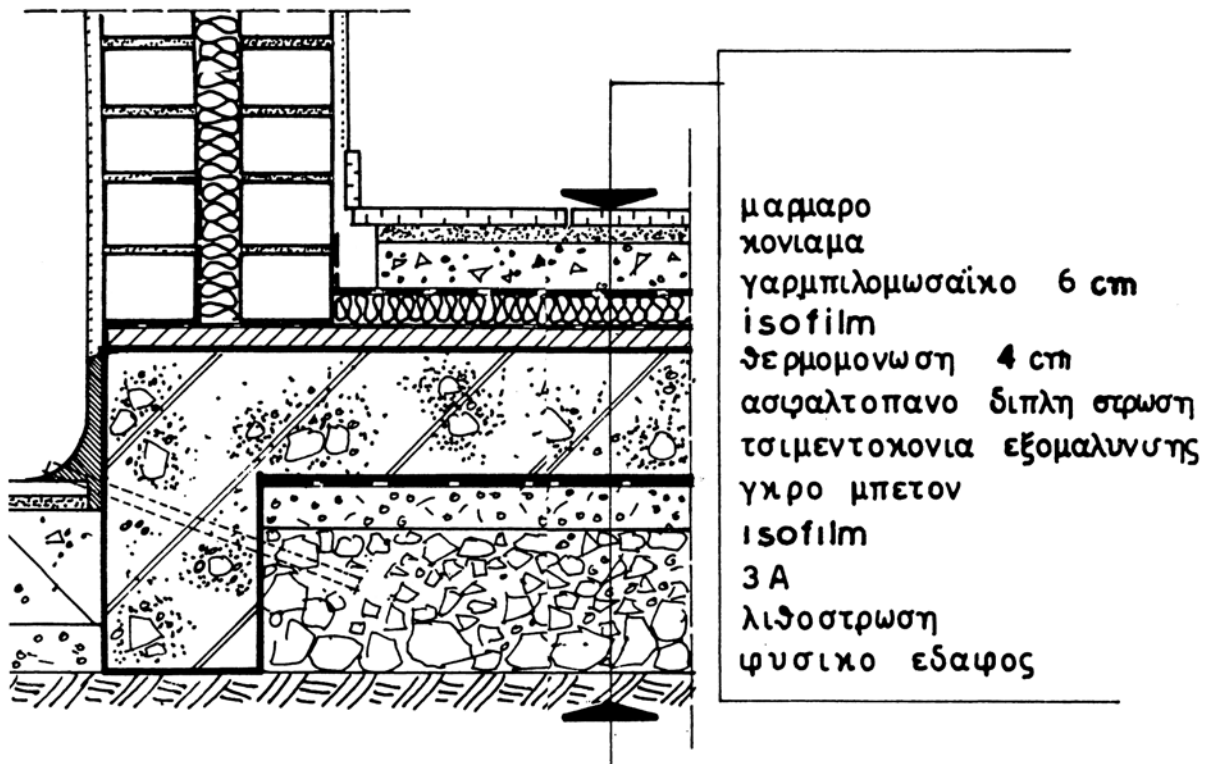 μαρμαρο
κονιαμα
γαρμπιλομωσαϊκο 6 cm
isofilm
θερμομονωση 4 cm
ασφαλτοπανο διπλη στρωση
τσιμεντοκονια εξομαλυνσης
γκρο μπετον
isofilm
3 Α
λιθοστρωση
φυσικο εδαφος